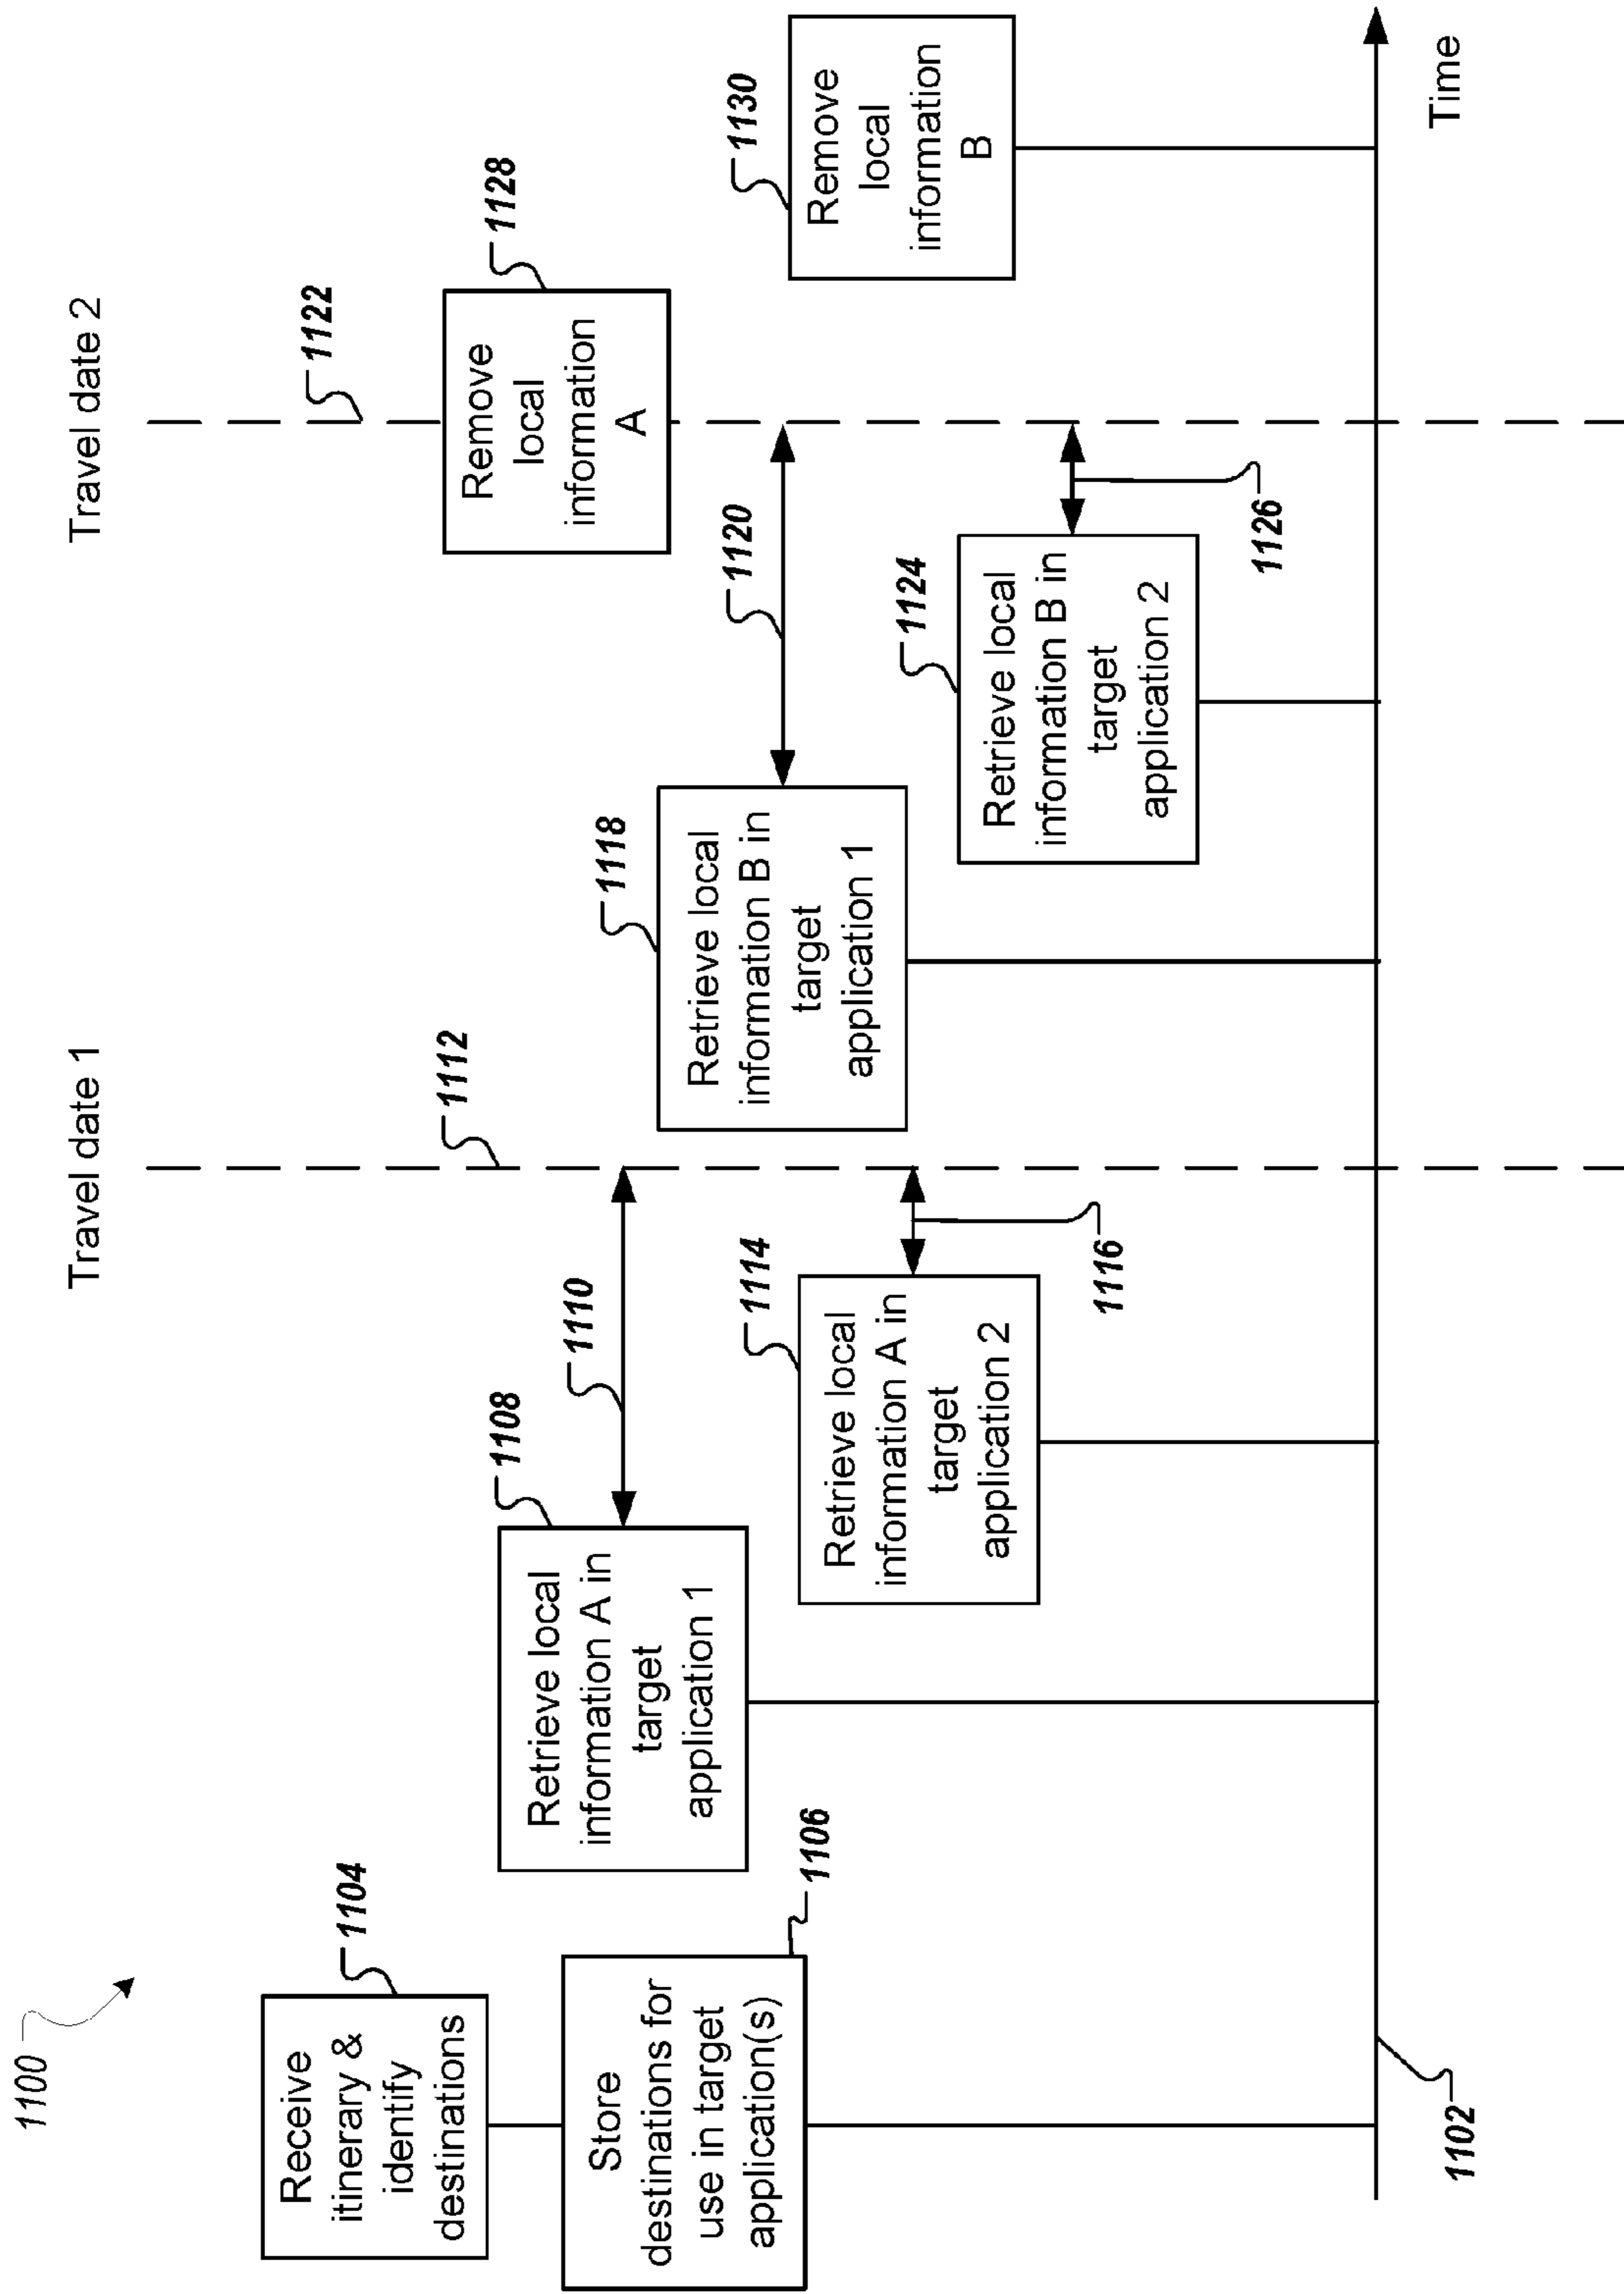 1100
Travel date 1
Travel date 2
Receive
itinerary &
identify
destinations
1104
Store
destinations for
use in target
application(s)
1106
Retrieve local
information A in
target
application 1
1108
1110
1112
Retrieve local
information A in
target
application 2
1114
1116
Retrieve local
information B in
target
application 1
1118
1120
1122
Retrieve local
information B in
target
application 2
1124
1126
Remove
local
information
A
1128
Remove
local
information
B
1130
1102
Time